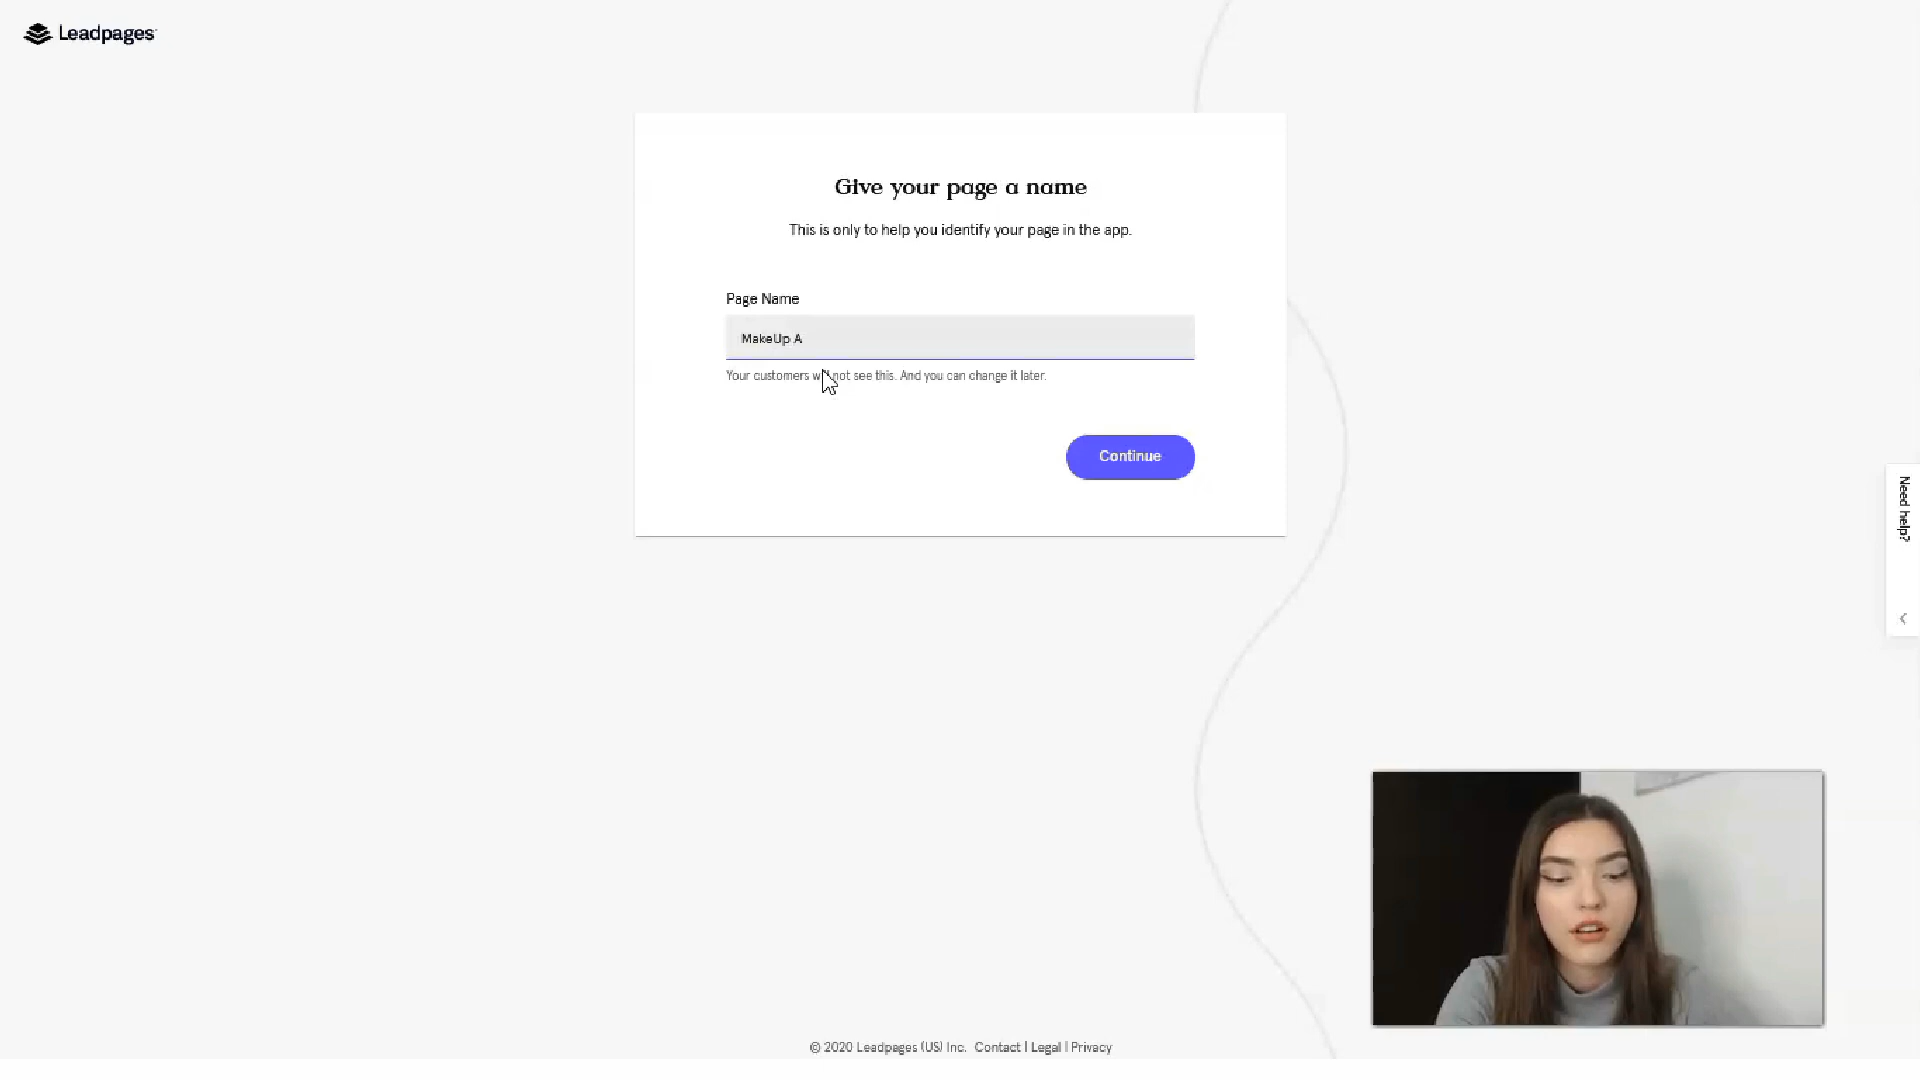 Leadpages
Give your page a name
This is only to help you identify your page in the app.
Page Name
MakeUp A
Your customers will not see this. And you can change it later.
Continue
Need help?
© 2020 Leadpages (US) Inc. Contact | Legal | Privacy